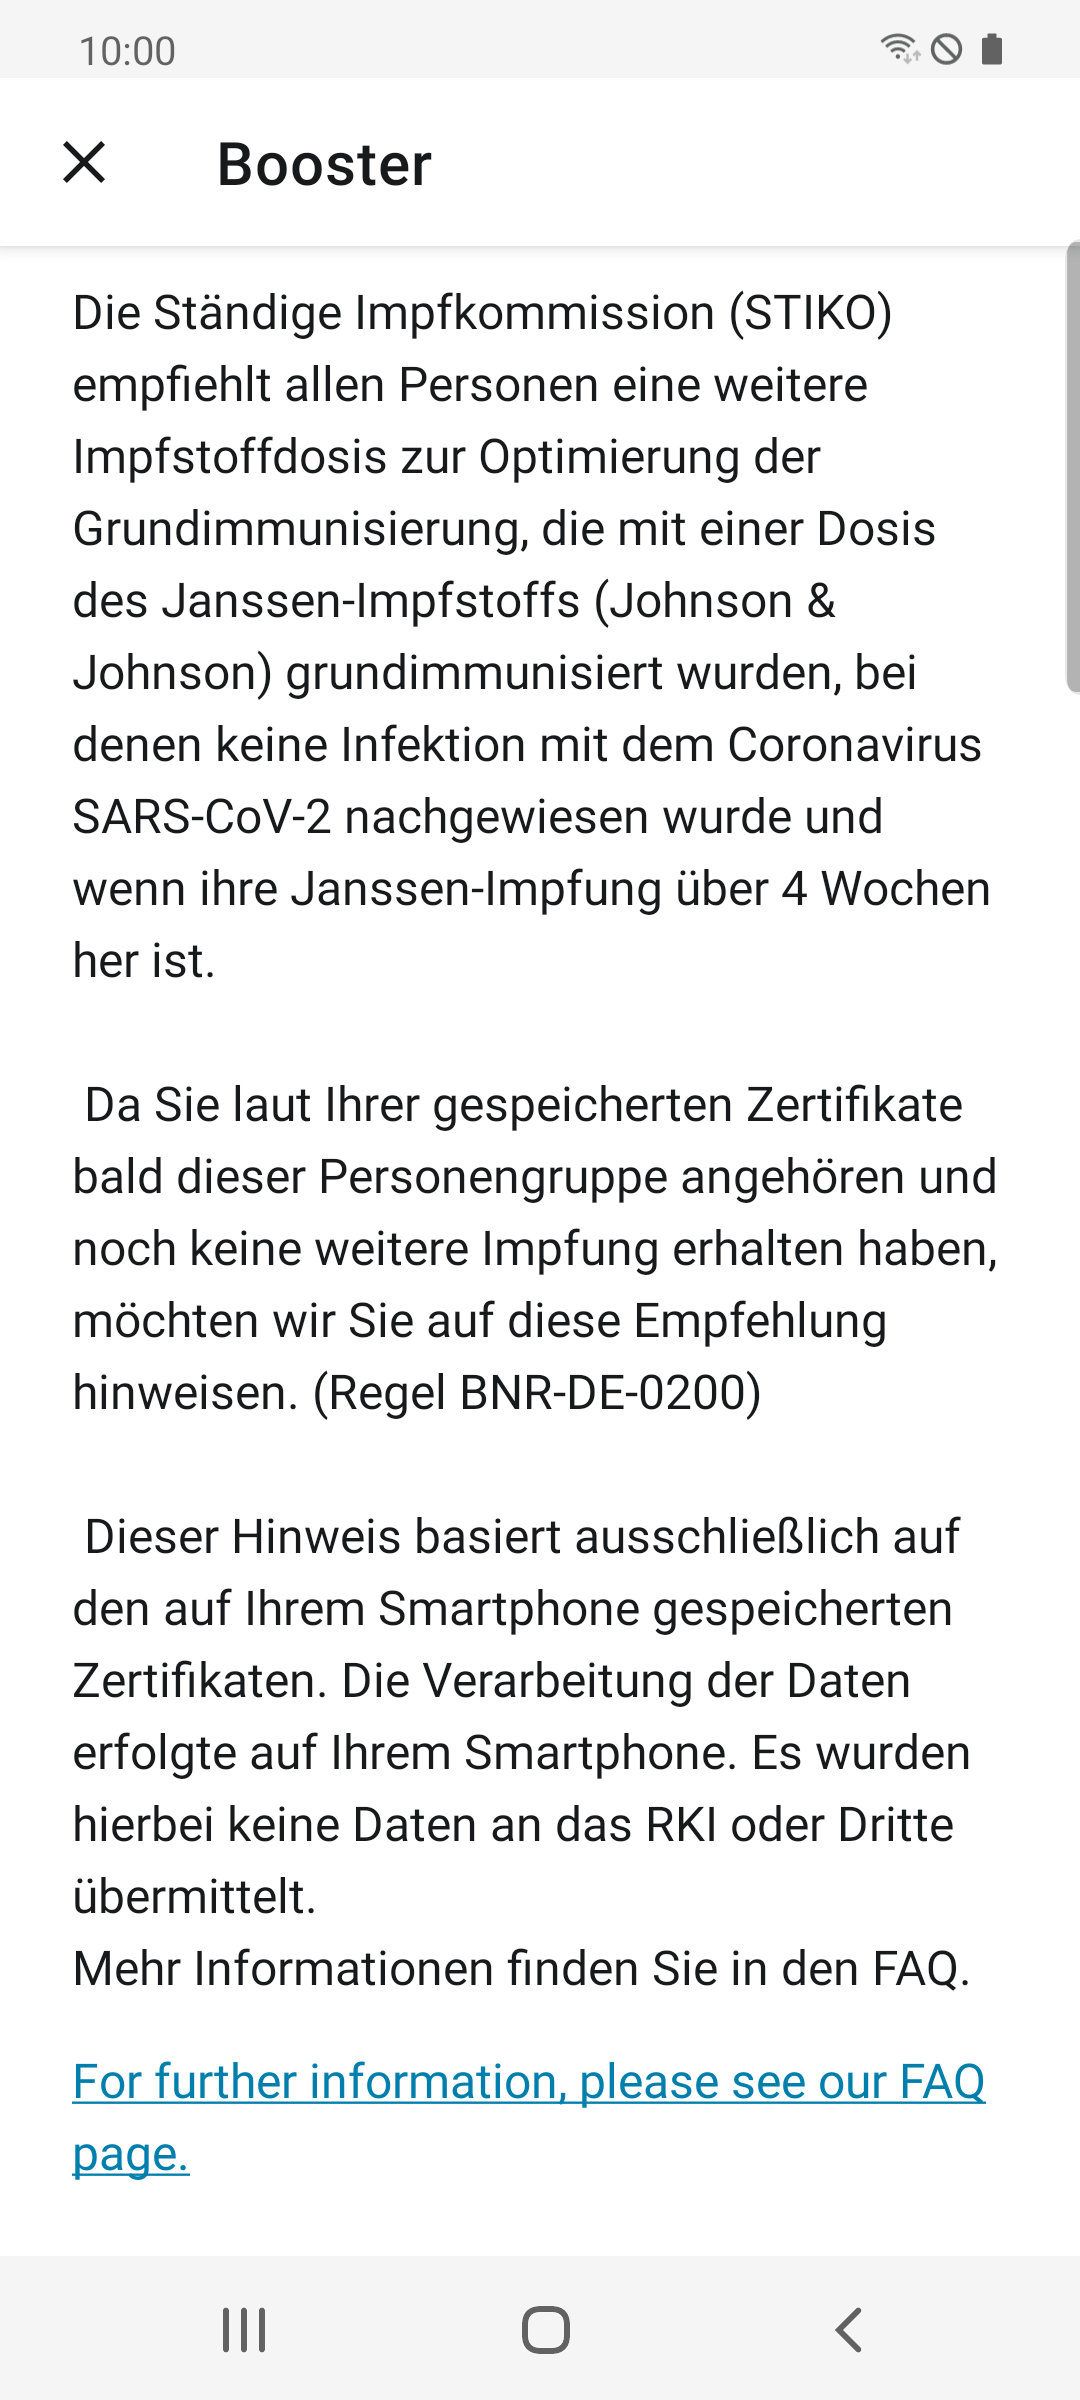 10:00
Booster
Die Ständige Impfkommission (STIKO)
empfiehlt allen Personen eine weitere
Impfstoffdosis zur Optimierung der
Grundimmunisierung, die mit einer Dosis
des Janssen-Impfstoffs (Johnson &
Johnson) grundimmunisiert wurden, bei
denen keine Infektion mit dem Coronavirus
SARS-CoV-2 nachgewiesen wurde und
wenn ihre Janssen-Impfung über 4 Wochen
her ist.
Da Sie laut Ihrer gespeicherten Zertifikate
bald dieser Personengruppe angehören und
noch keine weitere Impfung erhalten haben,
möchten wir Sie auf diese Empfehlung
hinweisen. (Regel BNR-DE-0200)
Dieser Hinweis basiert ausschließlich auf
den auf Ihrem Smartphone gespeicherten
Zertifikaten. Die Verarbeitung der Daten
erfolgte auf Ihrem Smartphone. Es wurden
hierbei keine Daten an das RKI oder Dritte
übermittelt.
Mehr Informationen finden Sie in den FAQ.
For further information, please see our FAQ
page.